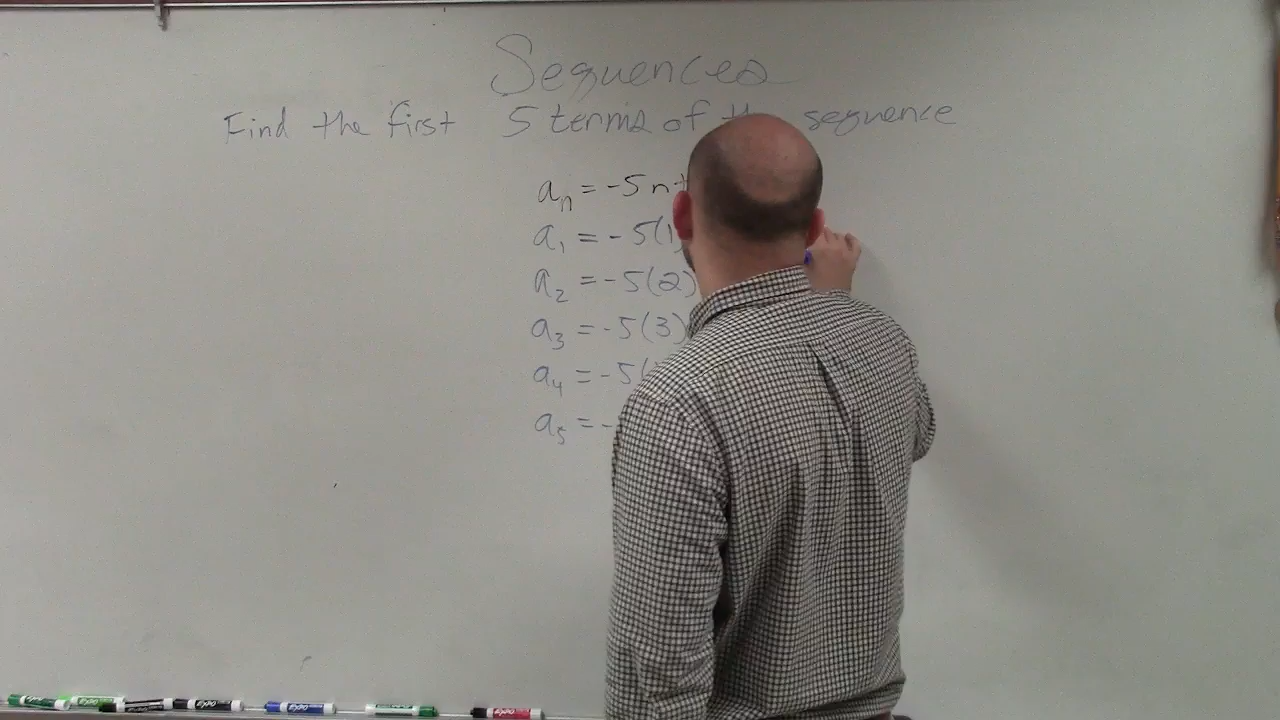 Sequences
Find the first 5 terms of the sequence
aₙ = -5n+
a₁ = -5(1)
a₂ = -5(2)
a₃ = -5(3)
a₄ = -5(
a₅ = -